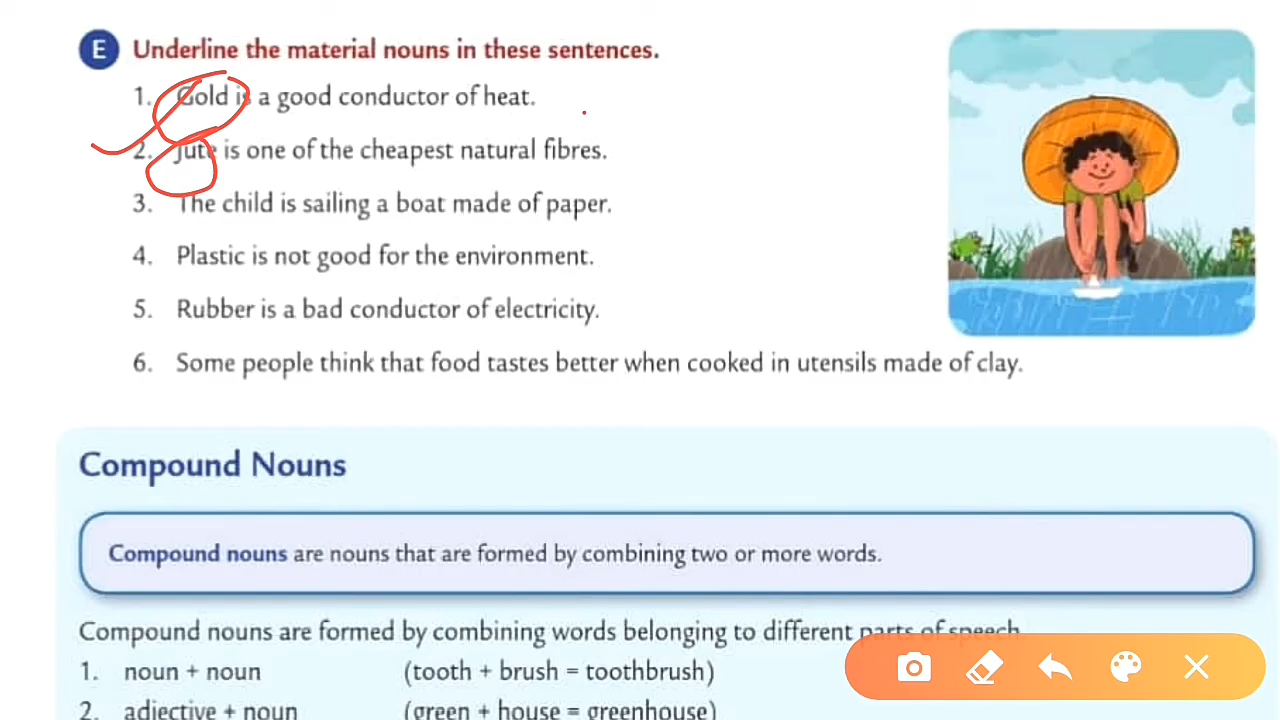 E Underline the material nouns in these sentences.
1. Gold is a good conductor of heat.
2. Jute is one of the cheapest natural fibres.
3. The child is sailing a boat made of paper.
4. Plastic is not good for the environment.
5. Rubber is a bad conductor of electricity.
6. Some people think that food tastes better when cooked in utensils made of clay.
Compound Nouns
Compound nouns are nouns that are formed by combining two or more words.
Compound nouns are formed by combining words belonging to different parts of speech.
1. noun + noun (tooth + brush = toothbrush)
2. adjective + noun (green + house = greenhouse)